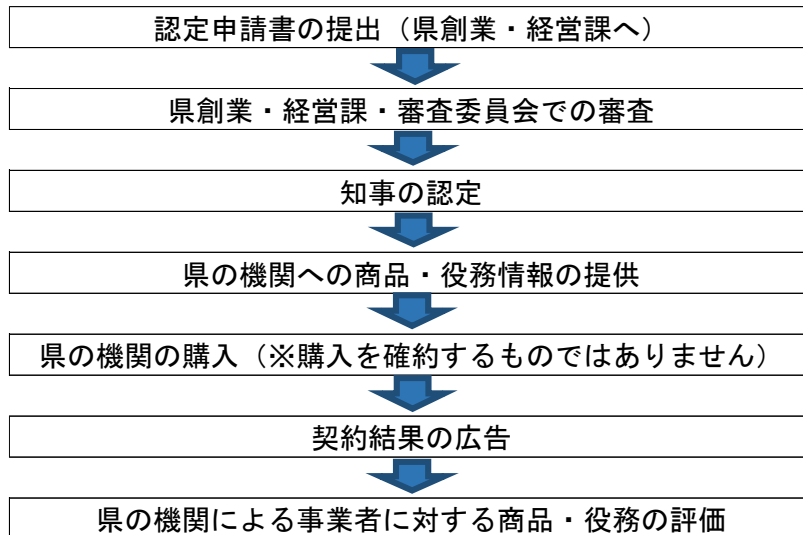 認定申請書の提出（県創業・経営課へ）
県創業・経営課・審査委員会での審査
知事の認定
県の機関への商品・役務情報の提供
県の機関の購入（※購入を確約するものではありません）
契約結果の広告
県の機関による事業者に対する商品・役務の評価